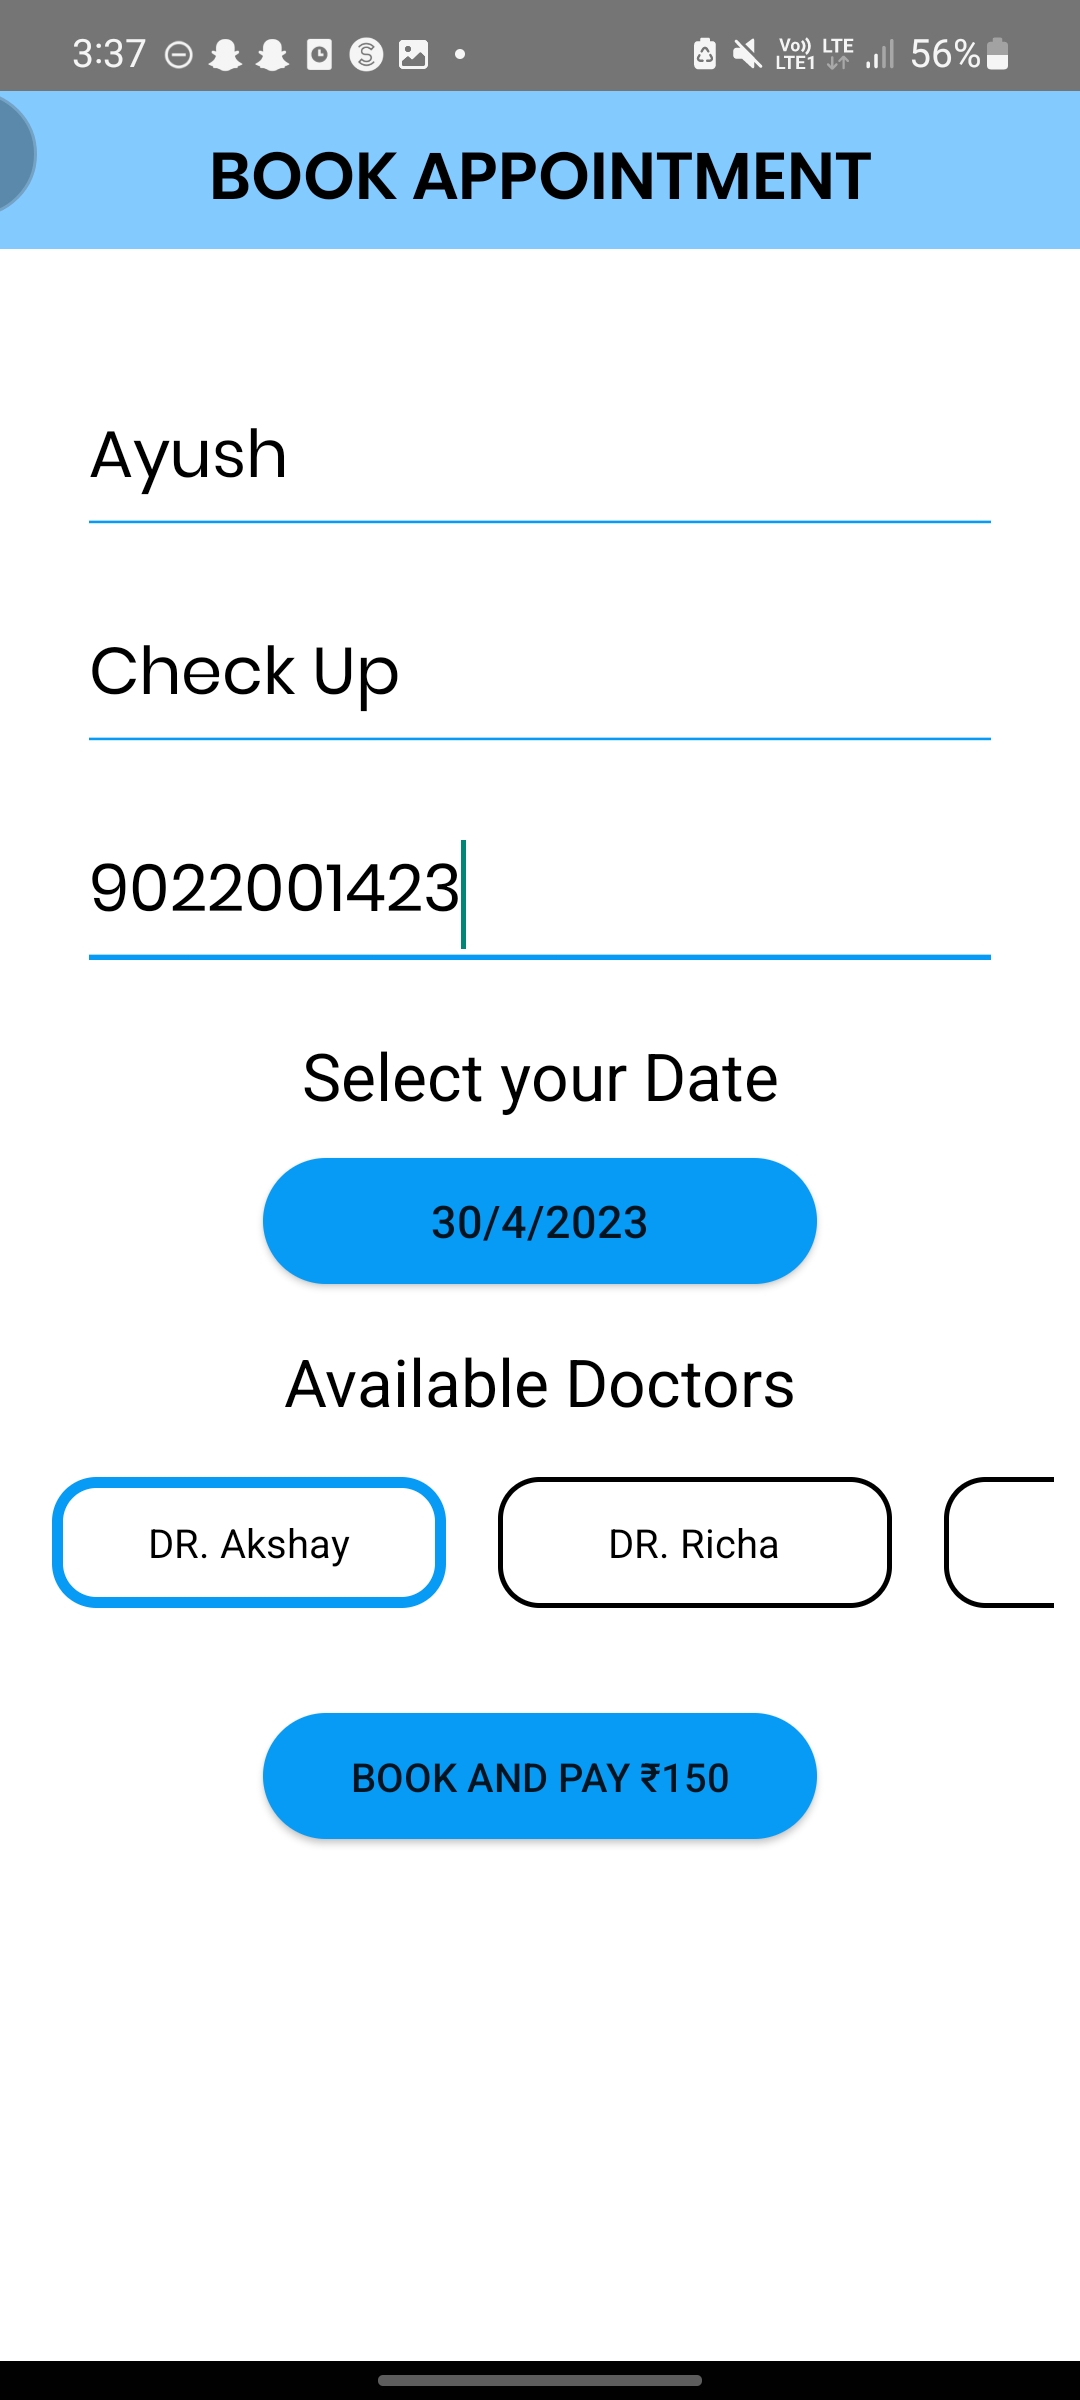 3:37 Vo)) LTE 56%
LTE1
BOOK APPOINTMENT
Ayush
Check Up
9022001423
Select your Date
30/4/2023
Available Doctors
DR. Akshay DR. Richa
BOOK AND PAY ₹150